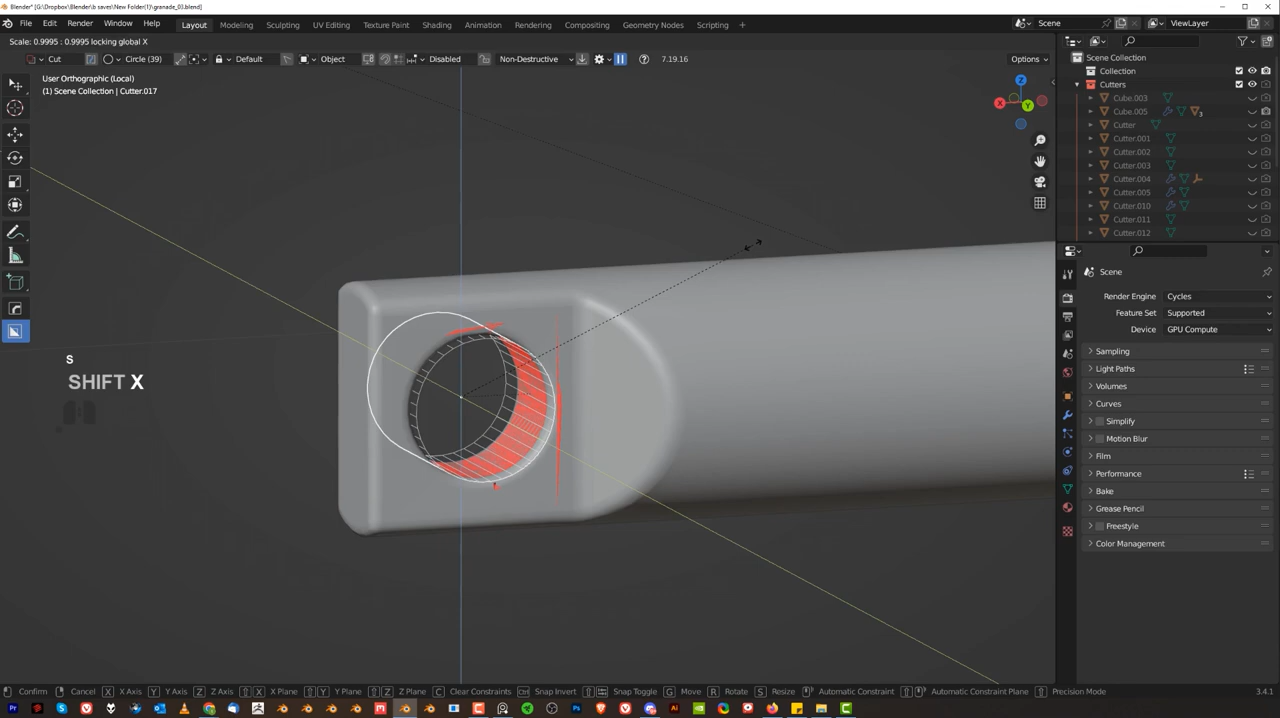 Blender* [G:\Dropbox\Blender\b saves\New Folder(1)\granade_03.blend]
File Edit Render Window Help Layout Modeling Sculpting UV Editing Texture Paint Shading Animation Rendering Compositing Geometry Nodes Scripting + Scene ViewLayer
Scale: 0.9995 : 0.9995 locking global X
Cut Circle (39) Default Object Disabled Non-Destructive 7.19.16 Options
User Orthographic (Local)
(1) Scene Collection | Cutter.017
Z
X
Y
S
SHIFT X
Scene Collection
Collection
Cutters
Cube.003
Cube.005 3
Cutter
Cutter.001
Cutter.002
Cutter.003
Cutter.004
Cutter.005
Cutter.010
Cutter.011
Cutter.012
Scene
Render Engine Cycles
Feature Set Supported
Device GPU Compute
Sampling
Light Paths
Volumes
Curves
Simplify
Motion Blur
Film
Performance
Bake
Grease Pencil
Freestyle
Color Management
Confirm Cancel X X Axis Y Y Axis Z Z Axis X X Plane Y Y Plane Z Z Plane C Clear Constraints Snap Invert Snap Toggle G Move R Rotate S Resize Automatic Constraint Automatic Constraint Plane Precision Mode 3.4.1